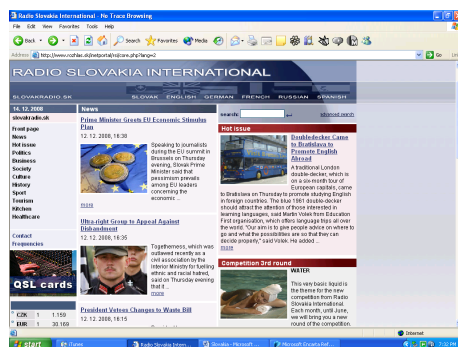 Radio Slovakia International - No Trace Browsing
File Edit View Favorites Tools Help
Back Search Favorites Media
Address http://www.rozhlas.sk/inetportal/rsi/core.php?lang=2 Go
RADIO SLOVAKIA INTERNATIONAL
SLOVAKRADIO.SK SLOVAK ENGLISH GERMAN FRENCH RUSSIAN SPANISH
14. 12. 2008
slovakradio.sk
Front page
News
Hot issue
Politics
Business
Society
Culture
History
Sport
Tourism
Kitchen
Healthcare
Contact
Frequencies
QSL cards
CZK 1 1.159
EUR 1 30.169
News
Prime Minister Greets EU Economic Stimulus
Plan
12. 12. 2008, 16:36
Speaking to journalists
during the EU summit in
Brussels on Thursday
evening, Slovak Prime
Minister said that
pessimism prevails
among EU leaders
concerning the
economic ...
more
Ultra-right Group to Appeal Against
Disbandment
12. 12. 2008, 16:35
Togetherness, which was
outlawed recently as a
civil association by the
Interior Ministry for fuelling
ethnic and racial hatred,
said on Thursday evening
that it ...
more
President Vetoes Changes to Waste Bill
12. 12. 2008, 16:15
search: advanced search
Hot issue
Doubledecker Came
to Bratislava to
Promote English
Abroad
A traditional London
double-decker, which is
on a six-month tour of
European capitals, came
to Bratislava on Thursday to promote studying English
in foreign countries. The blue 1961 double-decker
should attract the attention of those interested in
learning languages, said Martin Volek from Education
First organisation, which offers language trips all over
the world. "Our aim is to give people advice on where to
go and what the possibilities are so that they can
decide properly," said Volek. He added ...
more
Competition 3rd round
WATER
This very basic liquid is
the theme for the new
competition from Radio
Slovakia International.
Each month, until June,
we will bring you a new
round of the competition.
Internet
start iTunes Radio Slovakia Intern... Slovakia - Microsoft ... Microsoft Encarta Ref... 7:32 PM